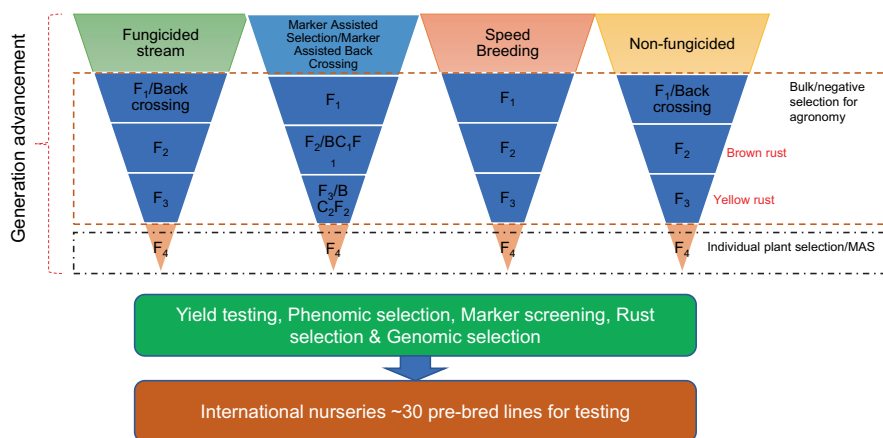 Generation advancement
Fungicided
stream
Marker Assisted
Selection/Marker
Assisted Back
Crossing
Speed
Breeding
Non-fungicided
F1/Back
crossing
F1
F1
F1/Back
crossing
Bulk/negative
selection for
agronomy
F2
F2/BC1F
1
F2
F2
Brown rust
F3
F3/B
C2F2
F3
F3
Yellow rust
F4
F4
F4
F4
Individual plant selection/MAS
Yield testing, Phenomic selection, Marker screening, Rust
selection & Genomic selection
International nurseries ~30 pre-bred lines for testing